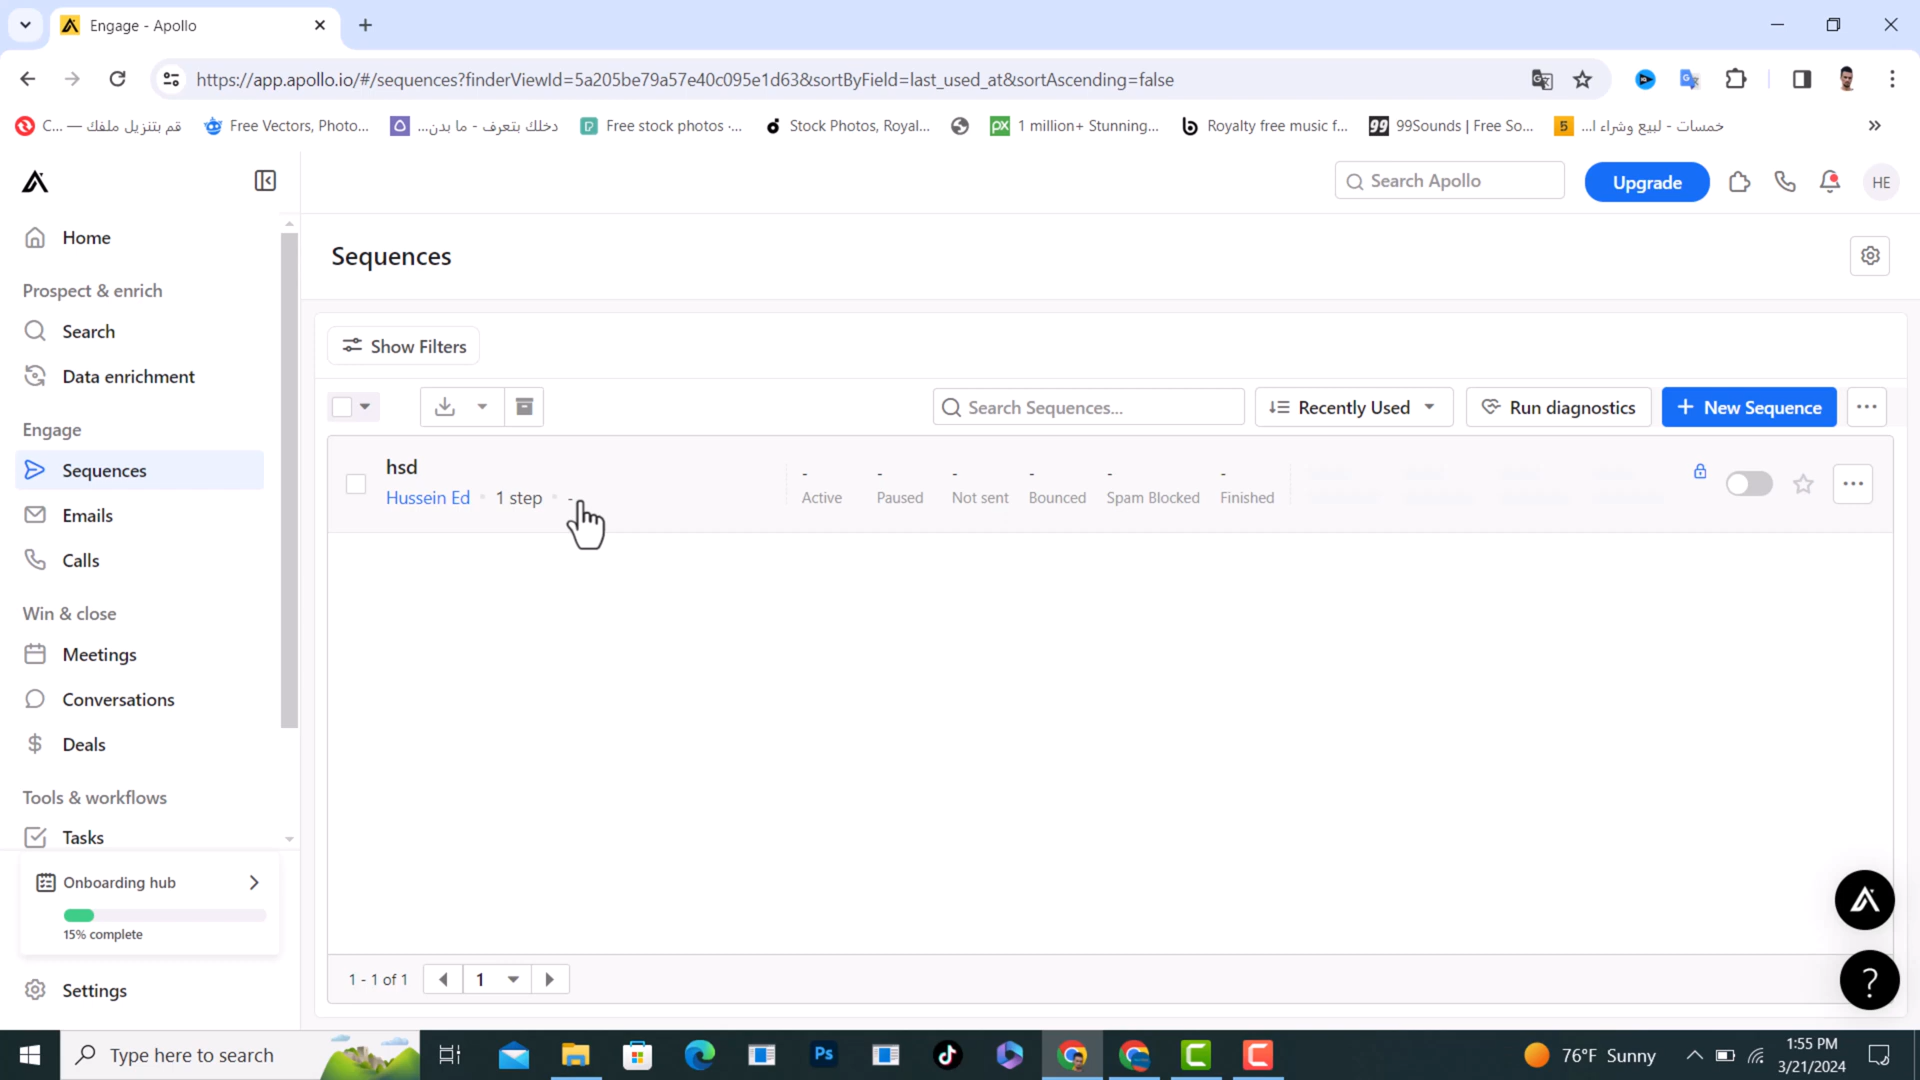 Engage - Apollo
https://app.apollo.io/#/sequences?finderViewId=5a205be79a57e40c095e1d63&sortByField=last_used_at&sortAscending=false
C... — قم بتنزيل ملفك
Free Vectors, Photo...
دخلك بتعرف - ما بدن...
Free stock photos ·...
Stock Photos, Royal...
1 million+ Stunning...
Royalty free music f...
99Sounds | Free So...
خمسات - لبيع وشراء ا...
Search Apollo
Upgrade
HE
Home
Prospect & enrich
Search
Data enrichment
Engage
Sequences
Emails
Calls
Win & close
Meetings
Conversations
Deals
Tools & workflows
Tasks
Onboarding hub
15% complete
Settings
Sequences
Show Filters
Search Sequences...
Recently Used
Run diagnostics
+ New Sequence
hsd
Hussein Ed • 1 step • -
- Active
- Paused
- Not sent
- Bounced
- Spam Blocked
- Finished
1 - 1 of 1
1
?
Type here to search
Ps
76°F Sunny
1:55 PM
3/21/2024